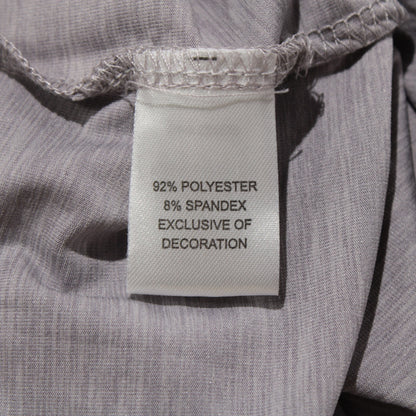 92% POLYESTER
8% SPANDEX
EXCLUSIVE OF
DECORATION